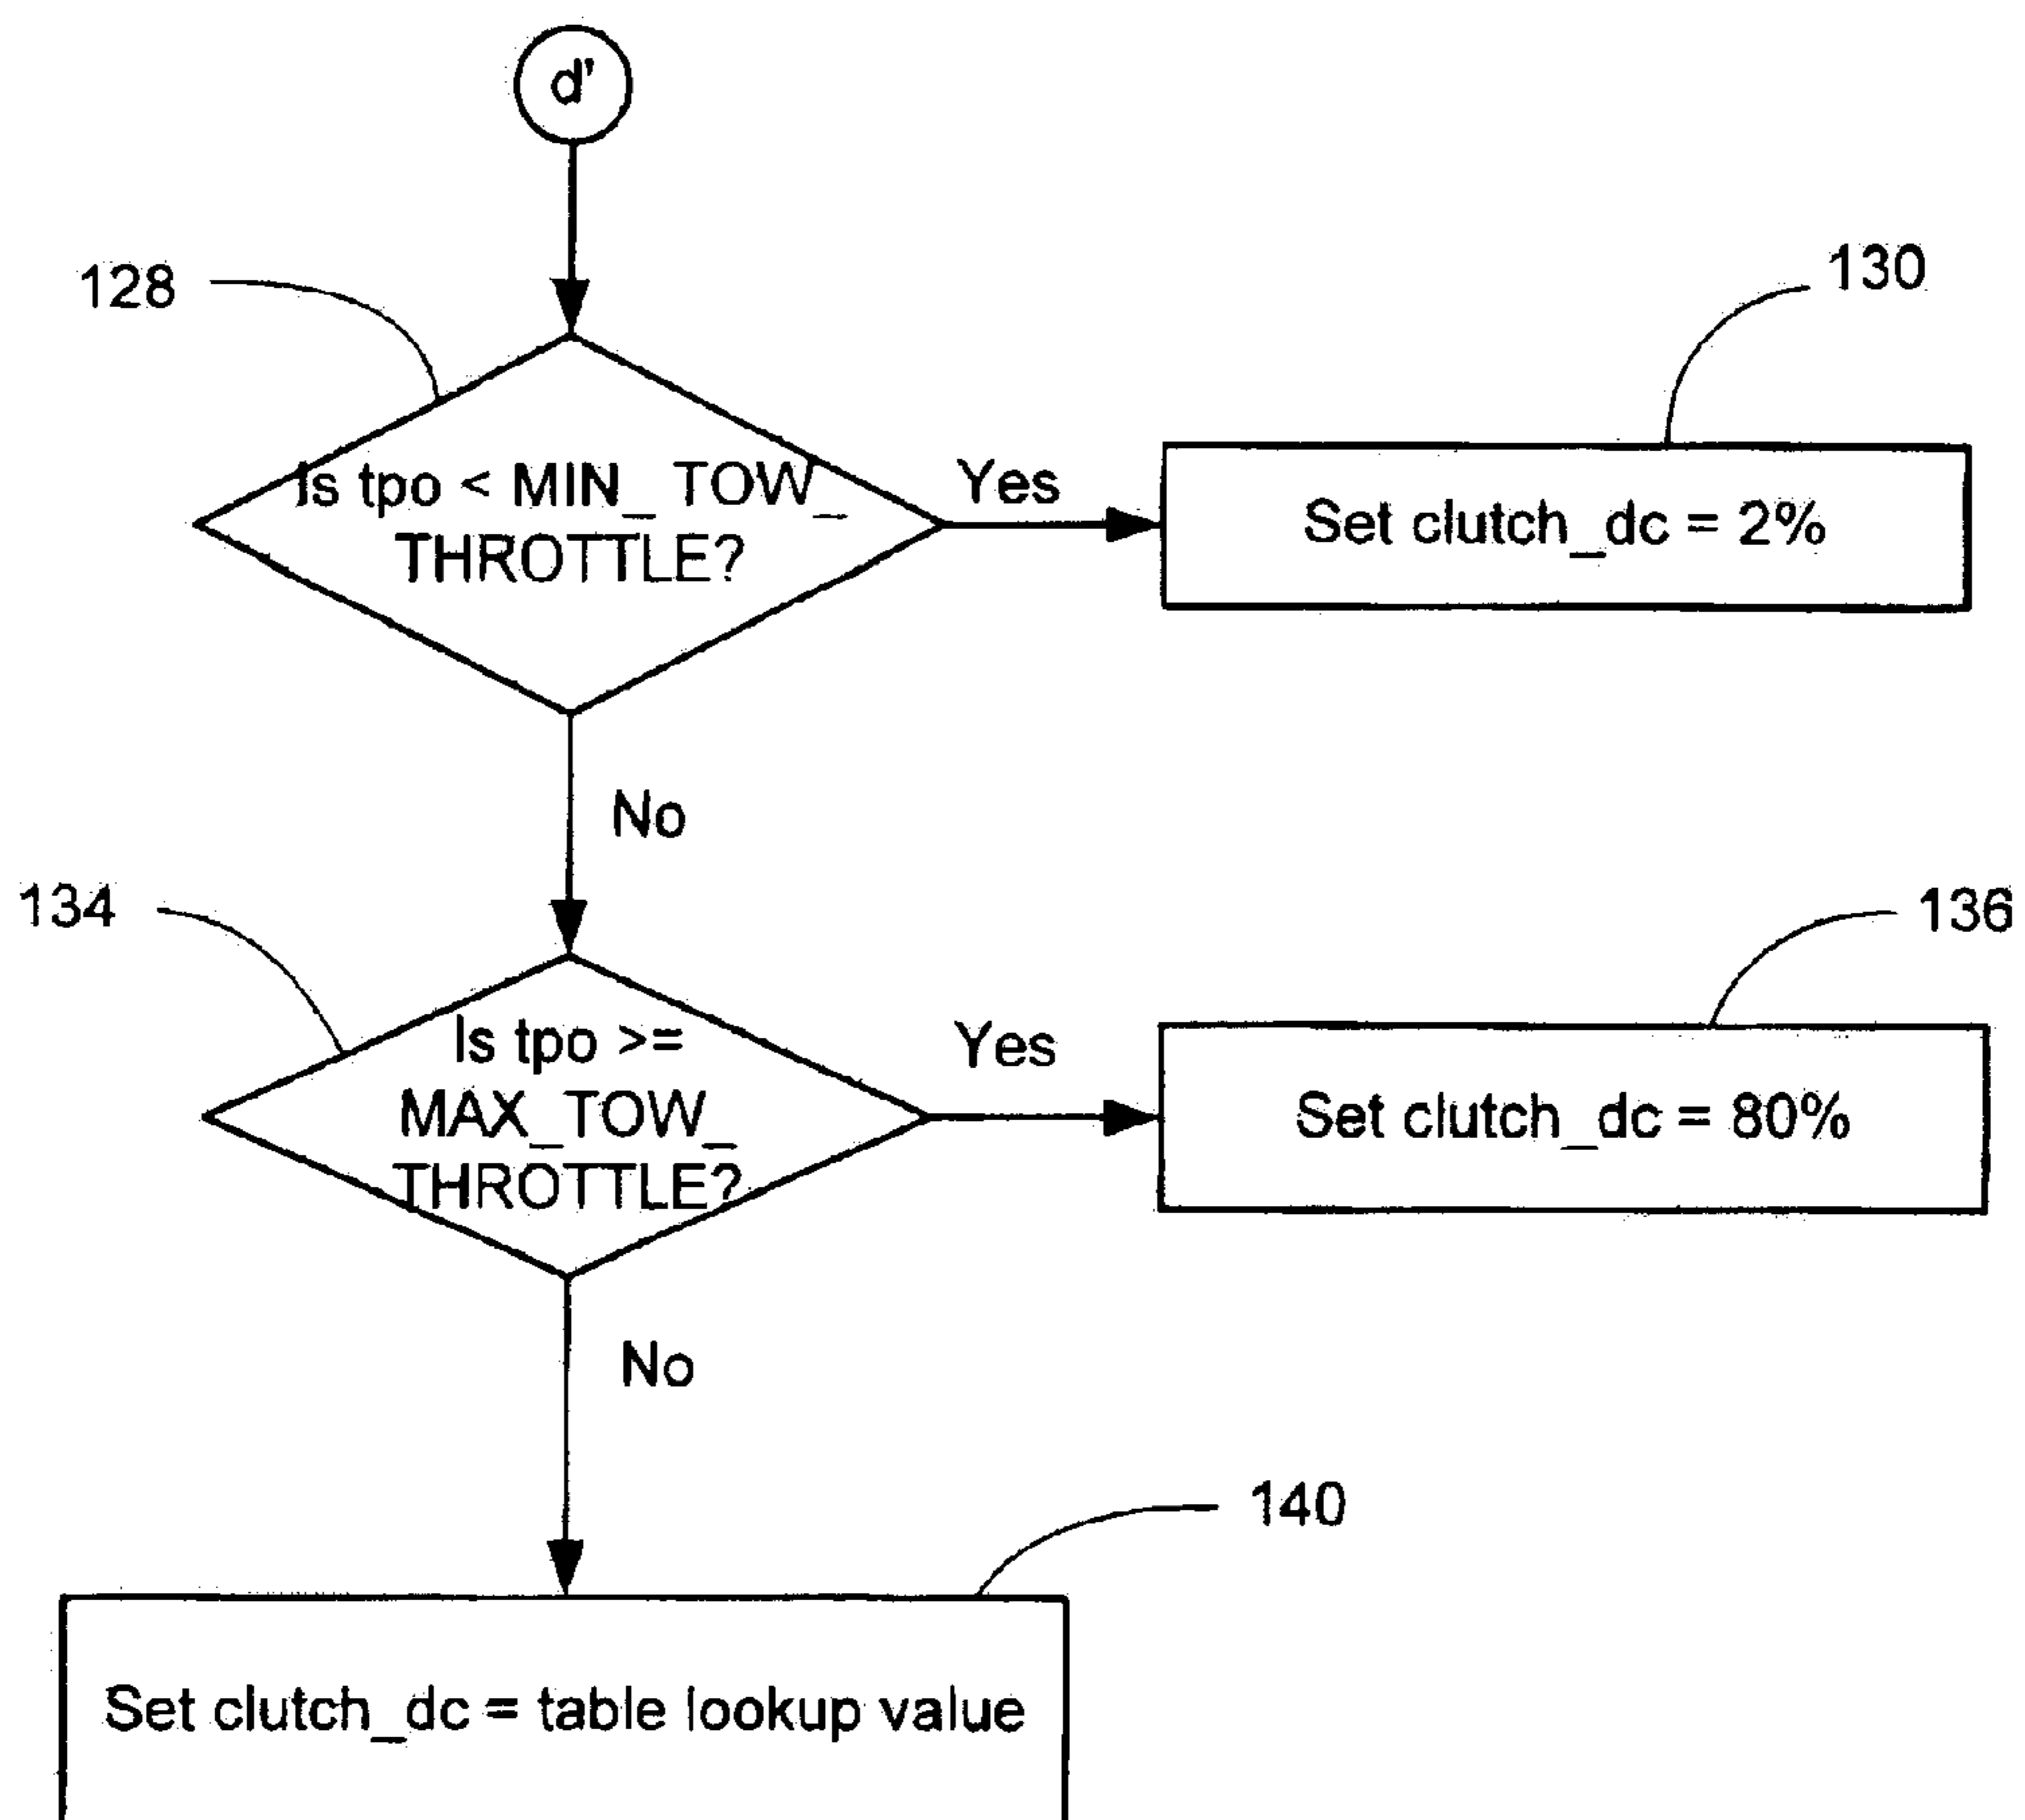 d'
128
130
Is tpo < MIN_ TOW_
THROTTLE?
Yes
Set clutch_dc = 2%
No
134
136
Is tpo >=
MAX_TOW_
THROTTLE?
Yes
Set clutch_dc = 80%
No
140
Set clutch_dc = table lookup value